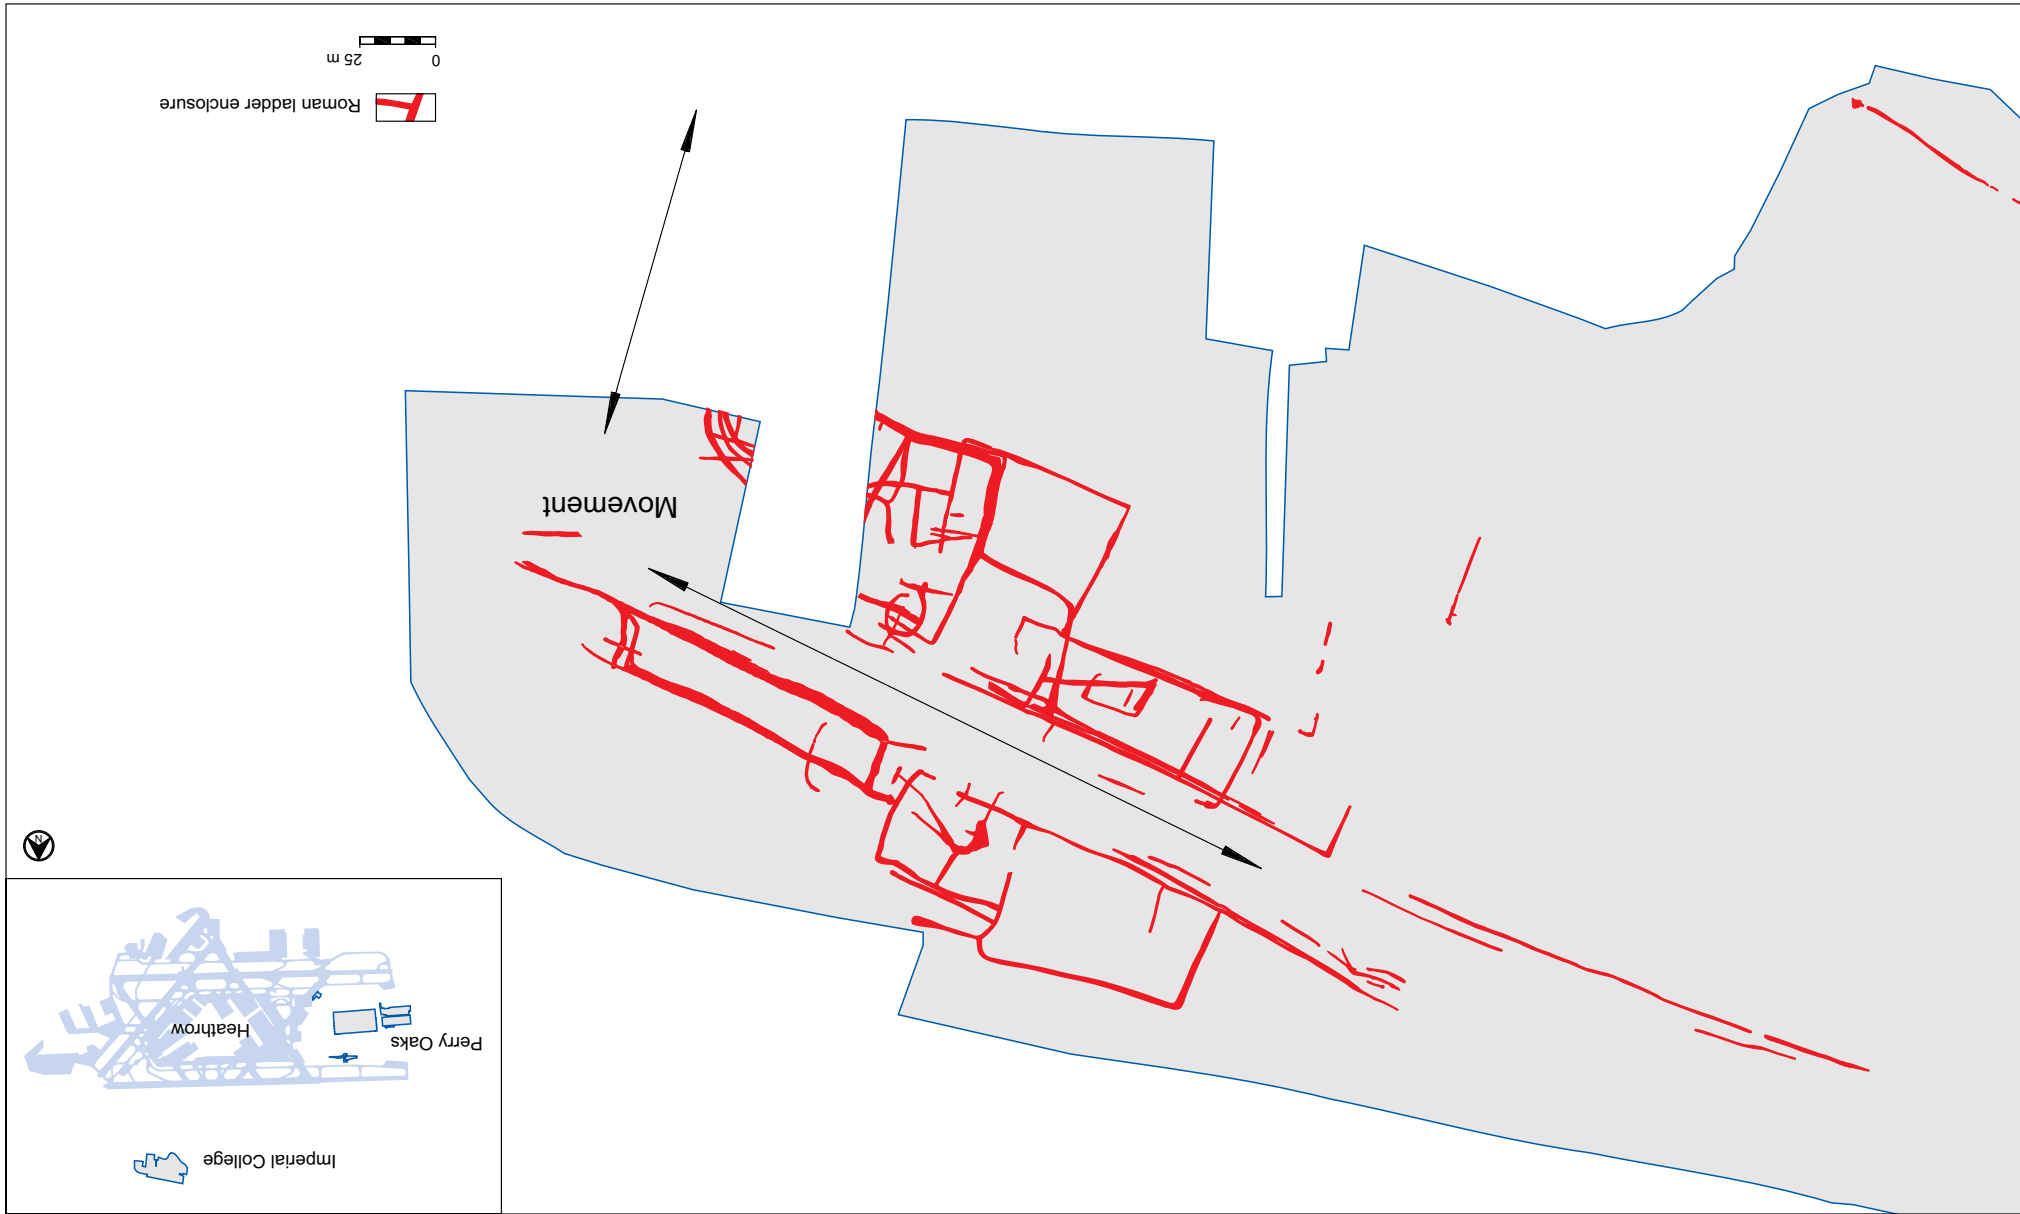 Imperial College
Perry Oaks
Heathrow
N
Movement
Roman ladder enclosure
0
25 m